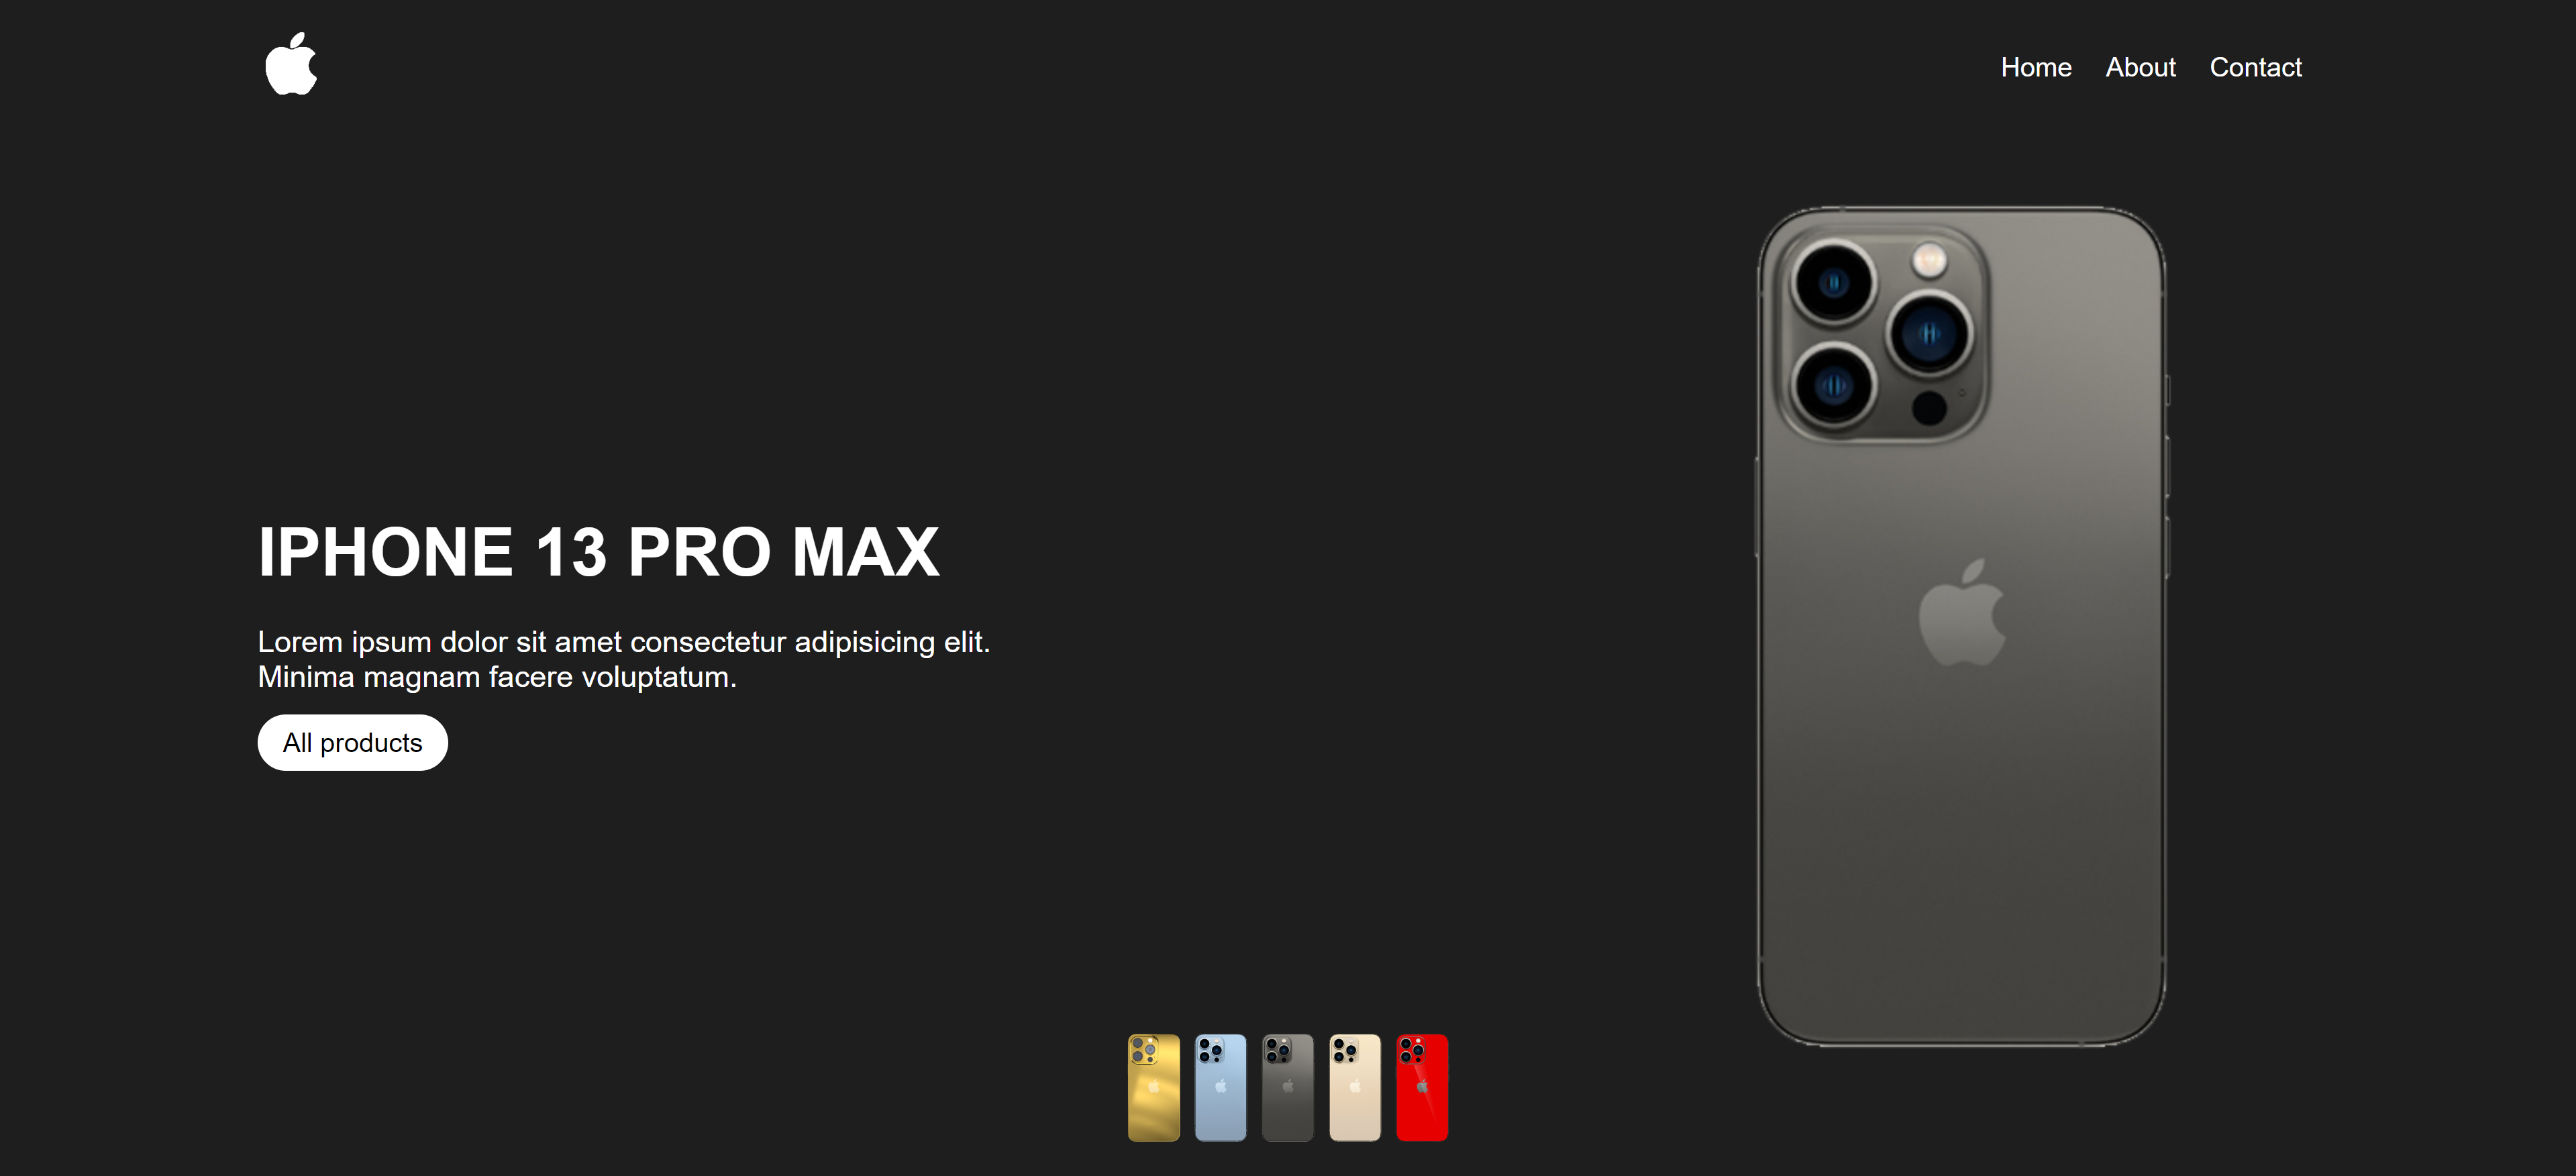 Home About Contact
IPHONE 13 PRO MAX
Lorem ipsum dolor sit amet consectetur adipisicing elit.
Minima magnam facere voluptatum.
All products